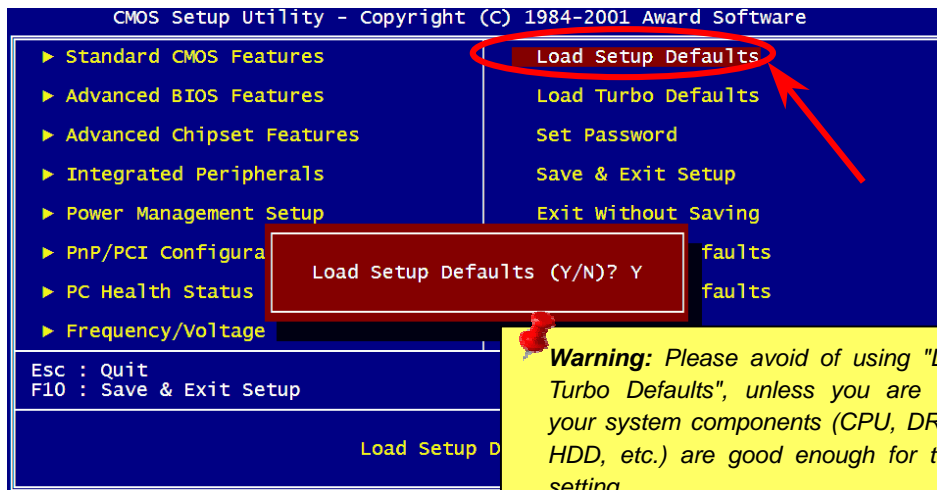 CMOS Setup Utility - Copyright (C) 1984-2001 Award Software
► Standard CMOS Features
► Advanced BIOS Features
► Advanced Chipset Features
► Integrated Peripherals
► Power Management Setup
► PnP/PCI Configura
► PC Health Status
► Frequency/Voltage
Load Setup Defaults
Load Turbo Defaults
Set Password
Save & Exit Setup
Exit Without Saving
faults
faults
Load Setup Defaults (Y/N)? Y
Esc : Quit
F10 : Save & Exit Setup
Load Setup D
Warning: Please avoid of using "L
Turbo Defaults", unless you are
your system components (CPU, DR
HDD, etc.) are good enough for t
setting